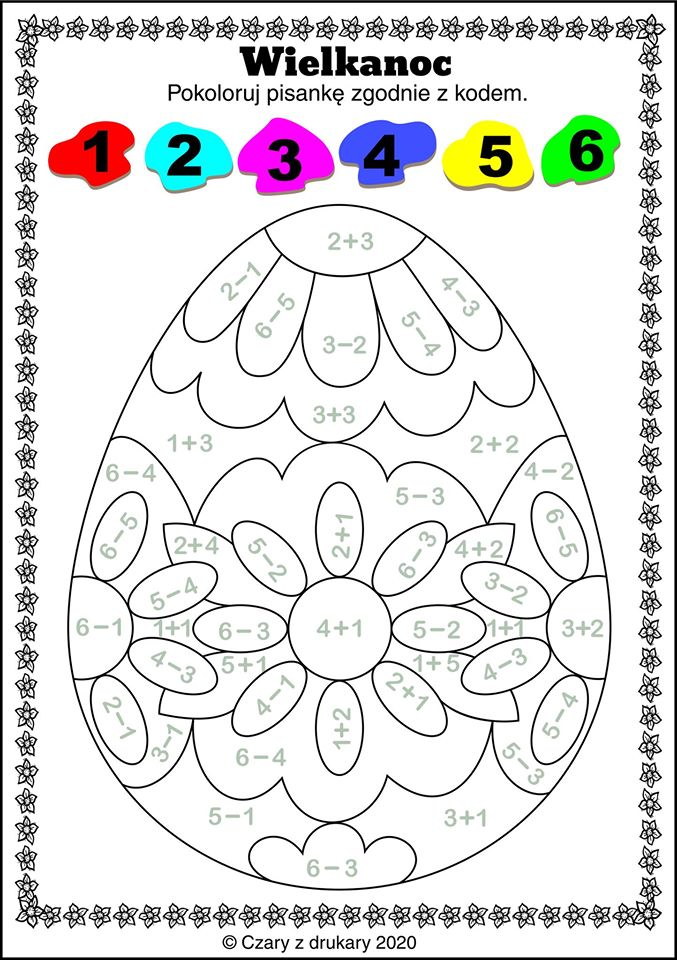 Wielkanoc
Pokoloruj pisankę zgodnie z kodem.
1 2 3 4 5 6
2+3
2−1 4−3
6−5 3−2 5−4
3+3
1+3 2+2
6−4 4−2
5−3
6−5 2+4 5−2 2+1 6−3 4+2 6−5
5−4 3−2
6−1 1+1 6−3 4+1 5−2 1+1 3+2
4−3 5+1 1+5 4−3
2−1 4−1 2+1 5−4
3−1 1+2 5−3
6−4
5−1 3+1
6−3
© Czary z drukary 2020